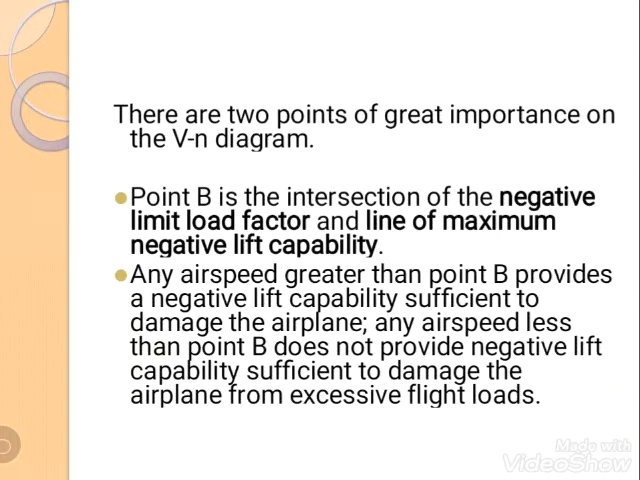 There are two points of great importance on
the V-n diagram.
Point B is the intersection of the negative
limit load factor and line of maximum
negative lift capability.
Any airspeed greater than point B provides
a negative lift capability sufficient to
damage the airplane; any airspeed less
than point B does not provide negative lift
capability sufficient to damage the
airplane from excessive flight loads.
Made with
VideoShow